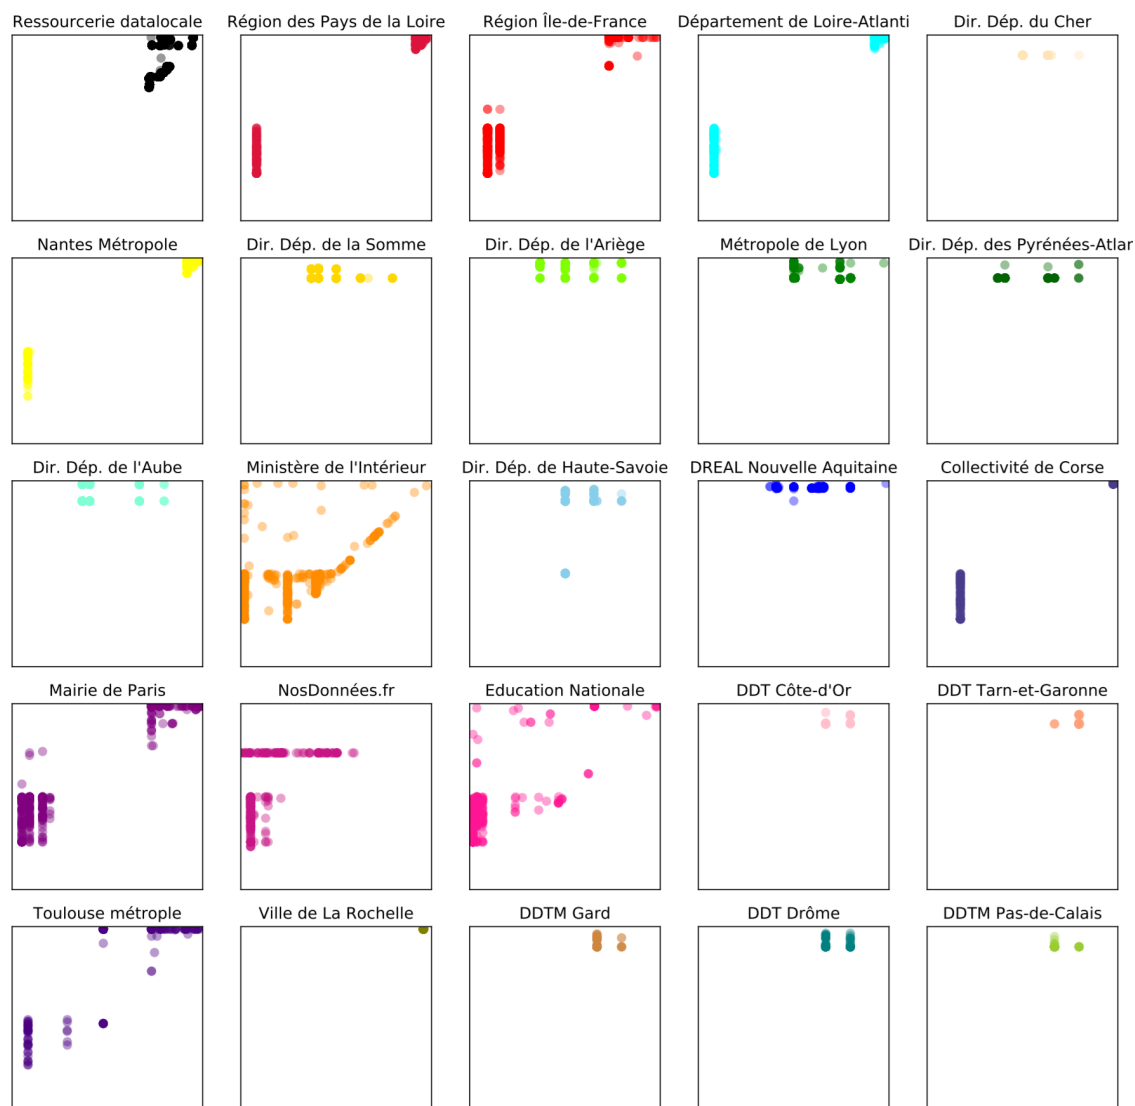 Ressourcerie datalocale
Région des Pays de la Loire
Région Île-de-France
Département de Loire-Atlanti
Dir. Dép. du Cher
Nantes Métropole
Dir. Dép. de la Somme
Dir. Dép. de l'Ariège
Métropole de Lyon
Dir. Dép. des Pyrénées-Atlar
Dir. Dép. de l'Aube
Ministère de l'Intérieur
Dir. Dép. de Haute-Savoie
DREAL Nouvelle Aquitaine
Collectivité de Corse
Mairie de Paris
NosDonnées.fr
Education Nationale
DDT Côte-d'Or
DDT Tarn-et-Garonne
Toulouse métrople
Ville de La Rochelle
DDTM Gard
DDT Drôme
DDTM Pas-de-Calais